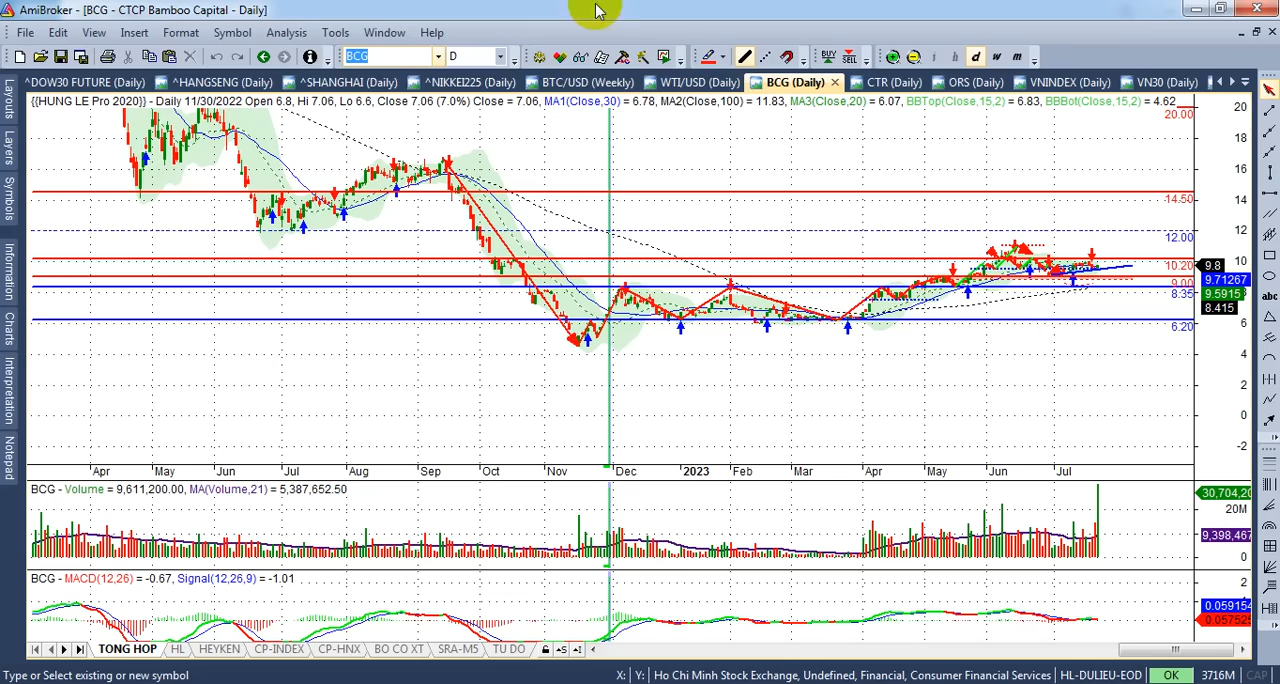 AmiBroker - [BCG - CTCP Bamboo Capital - Daily]
File Edit View Insert Format Symbol Analysis Tools Window Help
BCG D BUY SELL i h d w m
^DOW30 FUTURE (Daily) ^HANGSENG (Daily) ^SHANGHAI (Daily) ^NIKKEI225 (Daily) BTC/USD (Weekly) WTI/USD (Daily) BCG (Daily) CTR (Daily) ORS (Daily) VNINDEX (Daily) VN30 (Daily)
Layouts
Layers
Symbols
Information
Charts
Interpretation
Notepad
{{HUNG LE Pro 2020}} - Daily 11/30/2022 Open 6.8, Hi 7.06, Lo 6.6, Close 7.06 (7.0%) Close = 7.06, MA1(Close,30) = 6.78, MA2(Close,100) = 11.83, MA3(Close,20) = 6.07, BBTop(Close,15,2) = 6.83, BBBot(Close,15,2) = 4.62
20
20.00
18
16
14.50
14
12
12.00
10
10.20
9.8
9.00
9.71267
8.35
9.5915
8.415
6
6.20
4
2
0
-2
abc
Apr May Jun Jul Aug Sep Oct Nov Dec 2023 Feb Mar Apr May Jun Jul
BCG - Volume = 9,611,200.00, MA(Volume,21) = 5,387,652.50
30,704,20
20M
9,398,467
0
BCG - MACD(12,26) = -0.67, Signal(12,26,9) = -1.01
2
0.059154
0.057525
TONG HOP HL HEYKEN CP-INDEX CP-HNX BO CO XT SRA-M5 TU DO
Type or Select existing or new symbol X: Y: Ho Chi Minh Stock Exchange, Undefined, Financial, Consumer Financial Services HL-DULIEU-EOD OK 3716M CAP